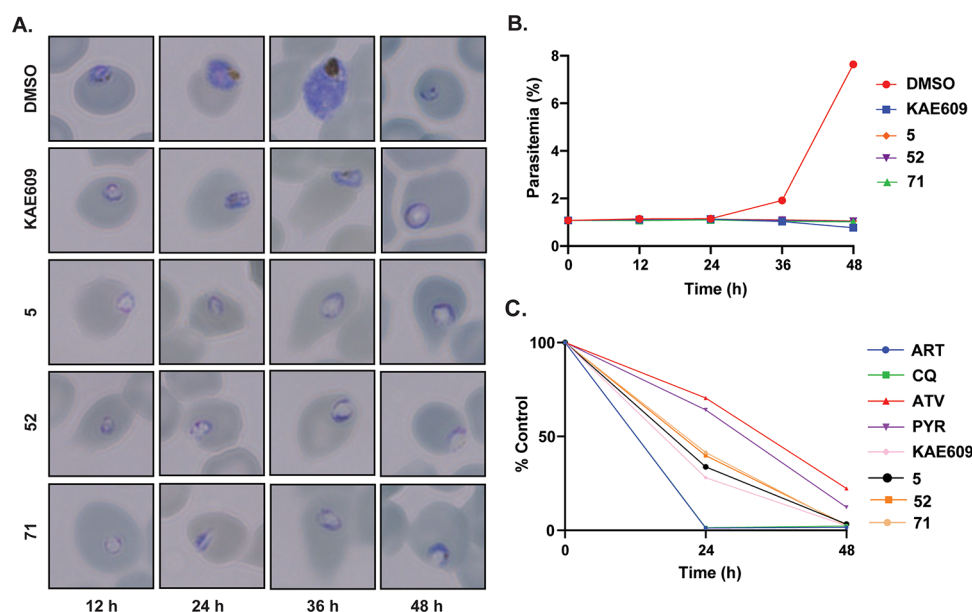 A.
DMSO
KAE609
5
52
71
12 h
24 h
36 h
48 h
B.
Parasitemia (%)
8
6
4
2
0
0
12
24
36
48
Time (h)
DMSO
KAE609
5
52
71
C.
% Control
100
50
0
0
24
48
Time (h)
ART
CQ
ATV
PYR
KAE609
5
52
71